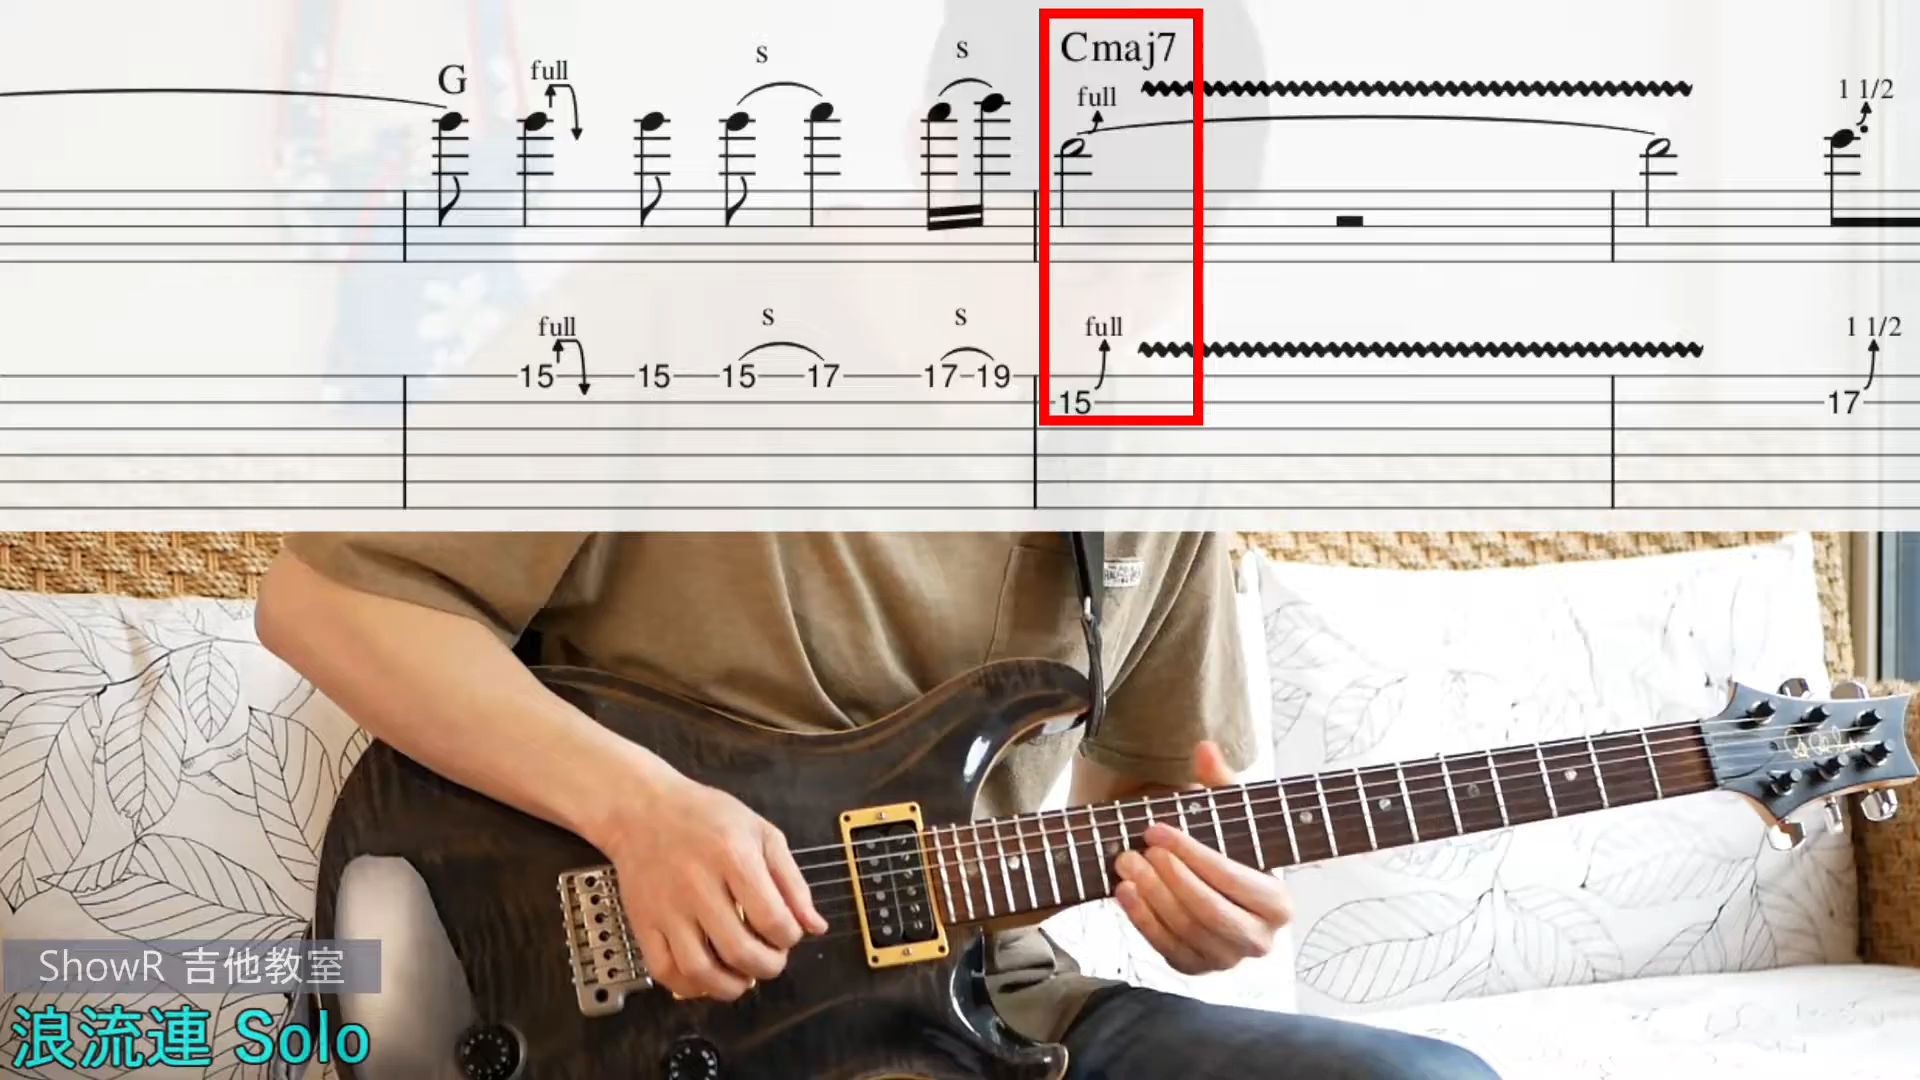 G full s s Cmaj7 full 1 1/2
full s s full 1 1/2
15 15 15 17 17 19 15 17
ShowR 吉他教室
浪流連 Solo